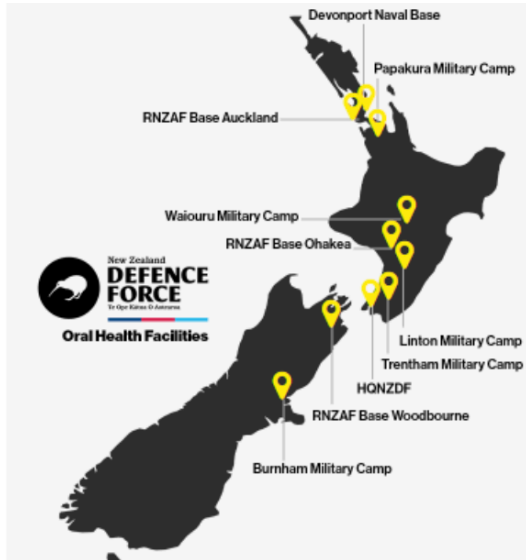 Devonport Naval Base
Papakura Military Camp
RNZAF Base Auckland
Waiouru Military Camp
RNZAF Base Ohakea
New Zealand
DEFENCE
FORCE
Te Ope Kātua O Aotearoa
Oral Health Facilities
Linton Military Camp
Trentham Military Camp
HQNZDF
RNZAF Base Woodbourne
Burnham Military Camp